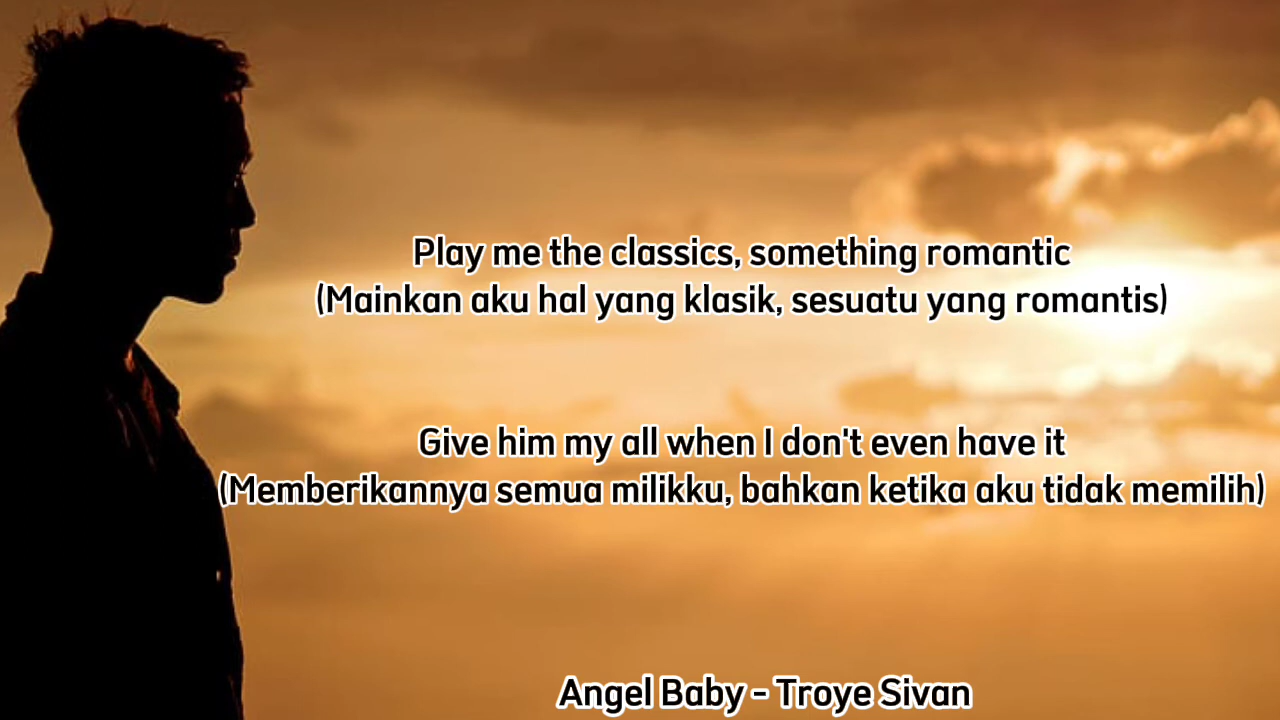 Play me the classics, something romantic
(Mainkan aku hal yang klasik, sesuatu yang romantis)
Give him my all when I don't even have it
(Memberikannya semua milikku, bahkan ketika aku tidak memilih)
Angel Baby - Troye Sivan